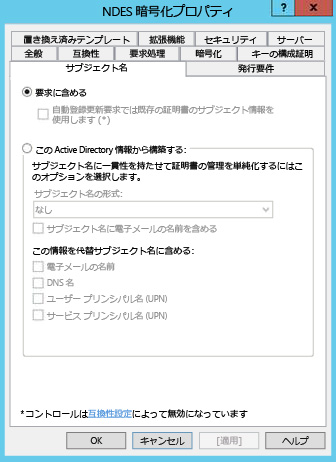 NDES 暗号化プロパティ
?
x
置き換え済みテンプレート 拡張機能 セキュリティ サーバー
全般 互換性 要求処理 暗号化 キーの構成証明
サブジェクト名 発行要件
要求に含める
自動登録更新要求では既存の証明書のサブジェクト情報を
使用します (*)
この Active Directory 情報から構築する:
サブジェクト名に一貫性を持たせて証明書の管理を単純化するにはこ
のオプションを選択します。
サブジェクト名の形式:
なし
サブジェクト名に電子メールの名前を含める
この情報を代替サブジェクト名に含める:
電子メールの名前
DNS 名
ユーザー プリンシパル名 (UPN)
サービス プリンシパル名 (UPN)
*コントロールは互換性設定によって無効になっています
OK キャンセル [適用] ヘルプ